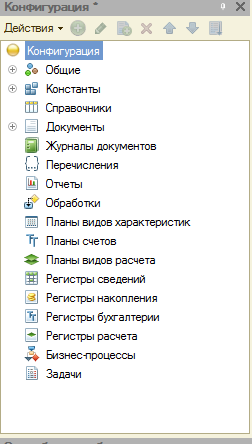 Конфигурация *
Действия
Конфигурация
Общие
Константы
Справочники
Документы
Журналы документов
Перечисления
Отчеты
Обработки
Планы видов характеристик
Планы счетов
Планы видов расчета
Регистры сведений
Регистры накопления
Регистры бухгалтерии
Регистры расчета
Бизнес-процессы
Задачи